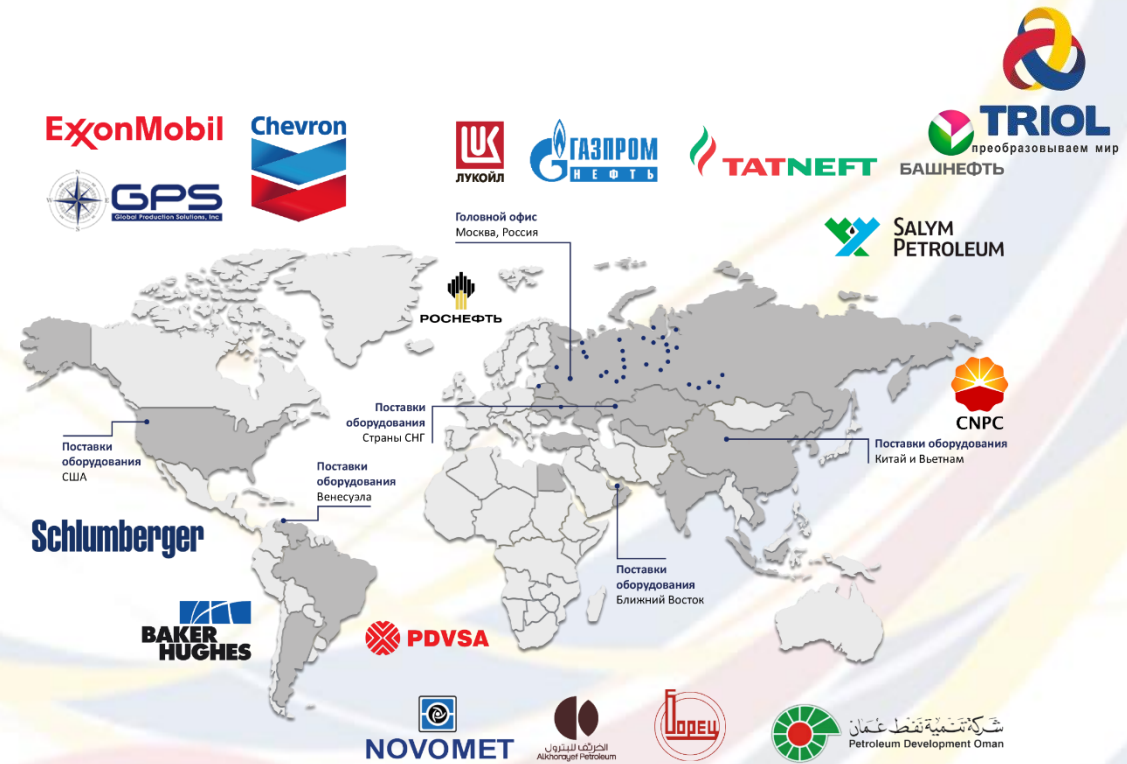 TRIOL
преобразовываем мир
ExxonMobil
Chevron
GPS
Global Production Solutions, Inc
ЛУКОЙЛ
ГАЗПРОМ
НЕФТЬ
TATNEFT
БАШНЕФТЬ
SALYM
PETROLEUM
Головной офис
Москва, Россия
РОСНЕФТЬ
CNPC
Поставки
оборудования
США
Поставки
оборудования
Венесуэла
Поставки
оборудования
Страны СНГ
Поставки оборудования
Китай и Вьетнам
Поставки
оборудования
Ближний Восток
Schlumberger
BAKER
HUGHES
PDVSA
NOVOMET
الخريّف للبترول
Alkhorayef Petroleum
Борец
شركة تنمية نفط عُمان
Petroleum Development Oman